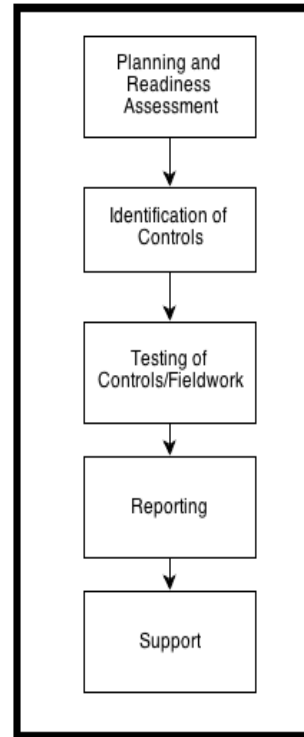 Planning and
Readiness
Assessment
Identification of
Controls
Testing of
Controls/Fieldwork
Reporting
Support